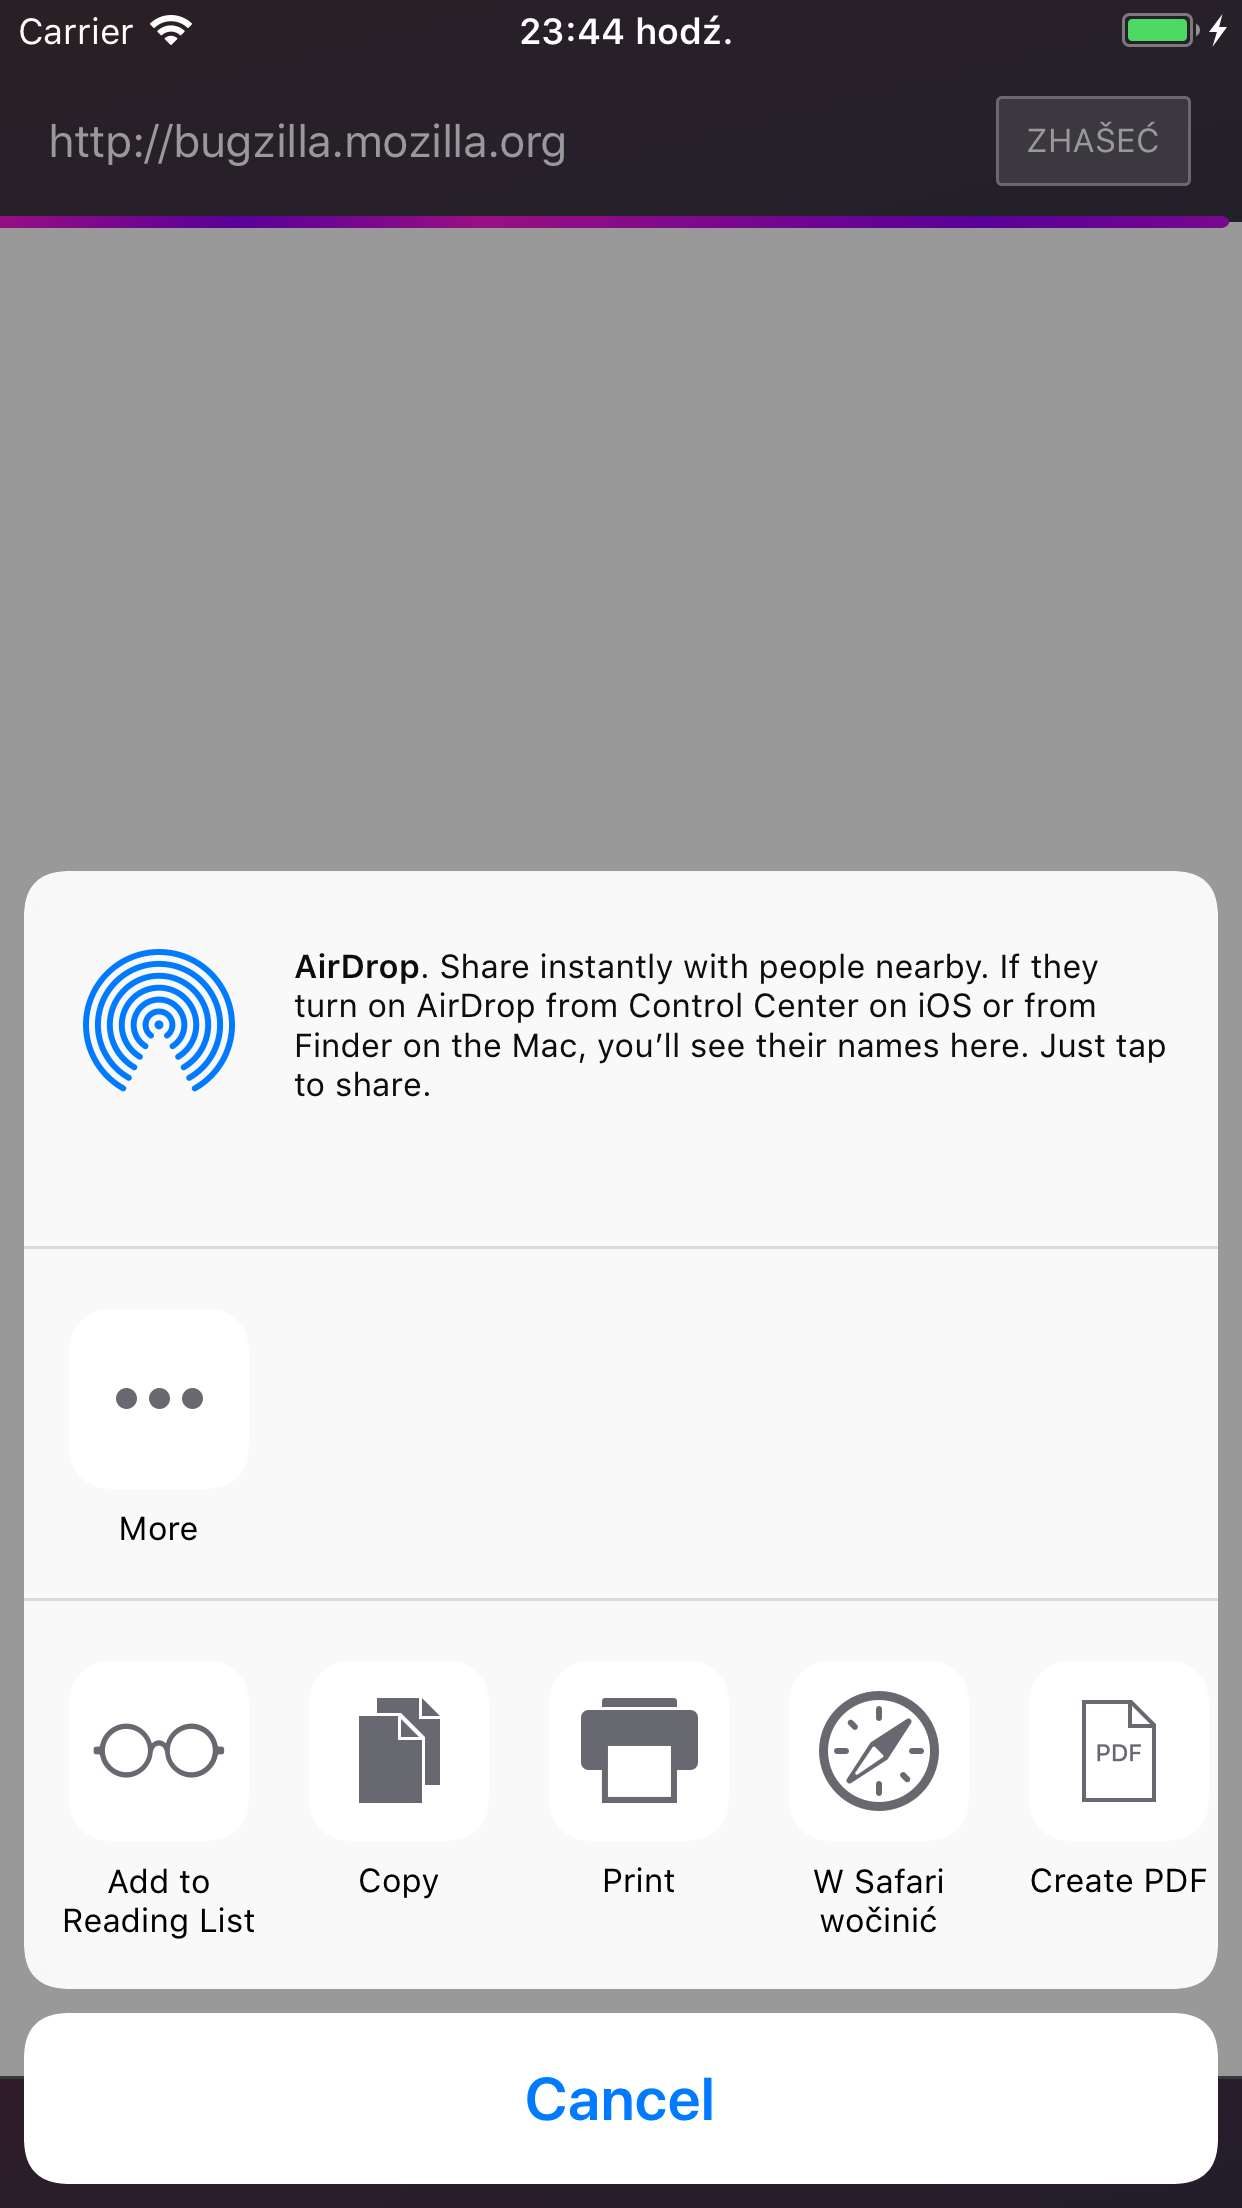 Carrier
23:44 hodź.
http://bugzilla.mozilla.org
ZHAŠEĆ
AirDrop. Share instantly with people nearby. If they
turn on AirDrop from Control Center on iOS or from
Finder on the Mac, you’ll see their names here. Just tap
to share.
More
Add to
Reading List
Copy
Print
W Safari
wočinić
PDF
Create PDF
Cancel